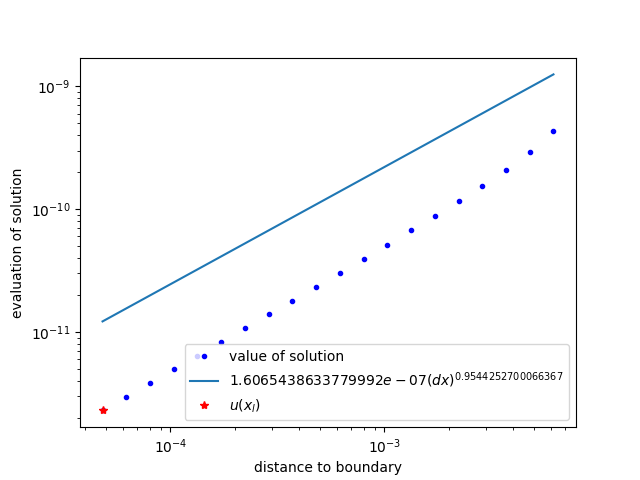 10⁻⁹
10⁻¹⁰
10⁻¹¹
evaluation of solution
value of solution
1.6065438633779992e − 07(dx)^0.9544252700066367
u(x_l)
10⁻⁴
10⁻³
distance to boundary